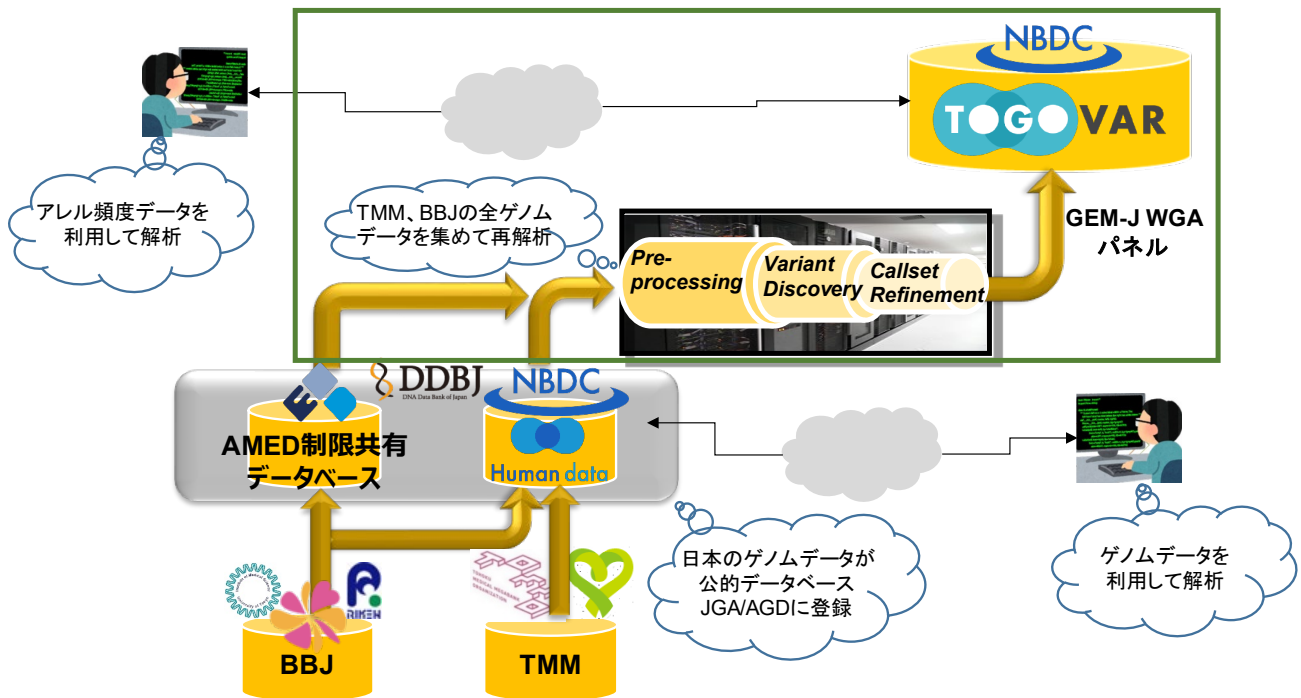 NBDC
TOGO VAR
アレル頻度データを
利用して解析
TMM、BBJの全ゲノム
データを集めて再解析
Pre-
processing
Variant
Discovery
Callset
Refinement
GEM-J WGA
パネル
DDBJ
DNA Data Bank of Japan
NBDC
AMED制限共有
データベース
Human data
日本のゲノムデータが
公的データベース
JGA/AGDに登録
ゲノムデータを
利用して解析
RIKEN
BBJ
TMM